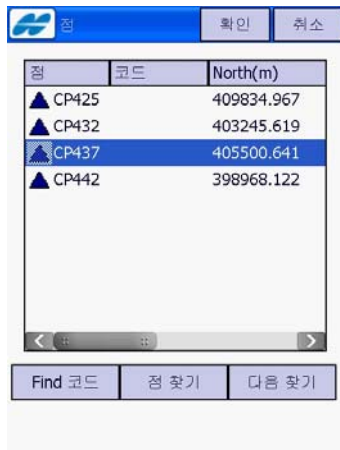 점 확인 취소
점 코드 North(m)
CP425 409834.967
CP432 403245.619
CP437 405500.641
CP442 398968.122
Find 코드 점 찾기 다음 찾기